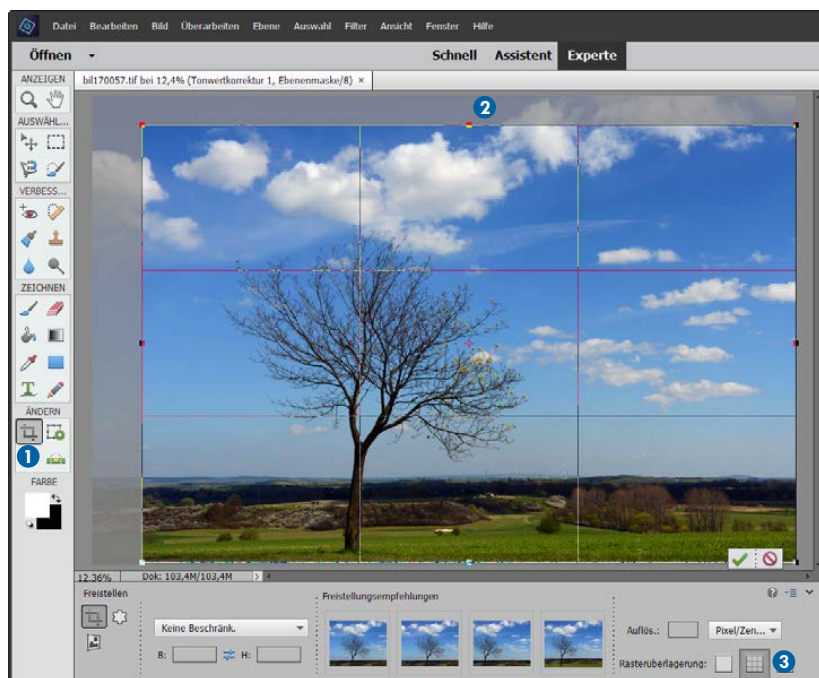 Datei Bearbeiten Bild Überarbeiten Ebene Auswahl Filter Ansicht Fenster Hilfe
Öffnen Schnell Assistent Experte
ANZEIGEN
bil170057.tif bei 12,4% (Tonwertkorrektur 1, Ebenenmaske/8) ×
2
AUSWÄHL...
VERBESS...
ZEICHNEN
ÄNDERN
1
FARBE
12,36% Dok: 103,4M/103,4M
Freistellen
Freistellungsempfehlungen
Keine Beschränk.
Auflös.: Pixel/Zen...
B: H:
Rasterüberlagerung: 3